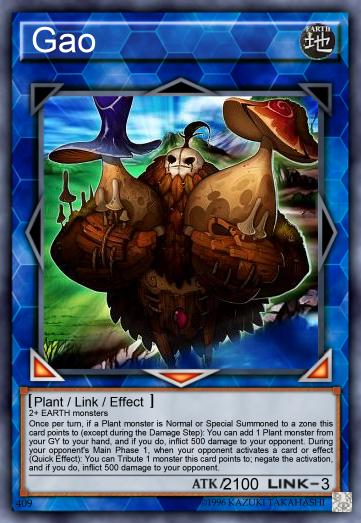 Gao
EARTH
地
[Plant / Link / Effect ]
2+ EARTH monsters
Once per turn, if a Plant monster is Normal or Special Summoned to a zone this
card points to (except during the Damage Step): You can add 1 Plant monster from
your GY to your hand, and if you do, inflict 500 damage to your opponent. During
your opponent's Main Phase 1, when your opponent activates a card or effect
(Quick Effect): You can Tribute 1 monster this card points to; negate the activation,
and if you do, inflict 500 damage to your opponent.
ATK/2100 LINK-3
409 ©1996 KAZUKI TAKAHASHI